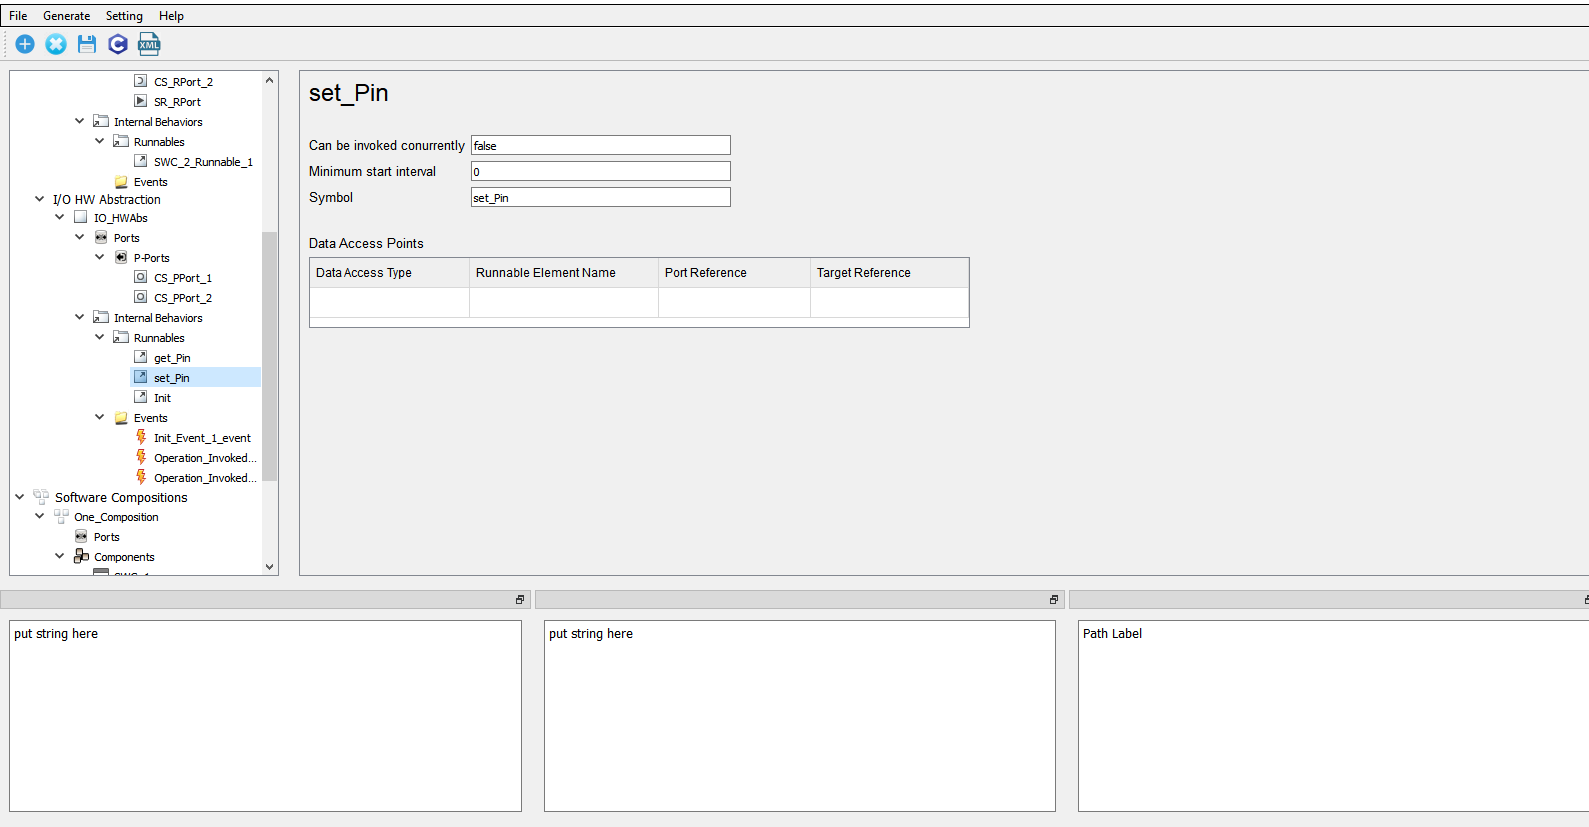 File Generate Setting Help
XML
CS_RPort_2
SR_RPort
Internal Behaviors
Runnables
SWC_2_Runnable_1
Events
I/O HW Abstraction
IO_HWAbs
Ports
P-Ports
CS_PPort_1
CS_PPort_2
Internal Behaviors
Runnables
get_Pin
set_Pin
Init
Events
Init_Event_1_event
Operation_Invoked...
Operation_Invoked...
Software Compositions
One_Composition
Ports
Components
set_Pin
Can be invoked conurrently false
Minimum start interval 0
Symbol set_Pin
Data Access Points
Data Access Type Runnable Element Name Port Reference Target Reference
put string here
put string here
Path Label